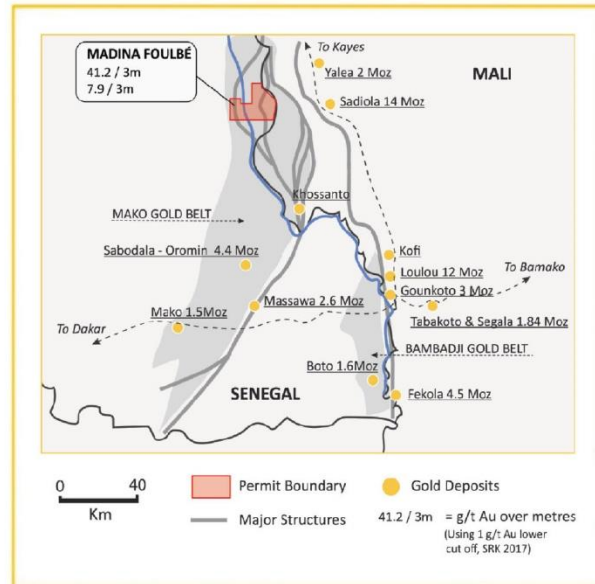 To Kayes
MADINA FOULBÉ
41.2 / 3m
7.9 / 3m
Yalea 2 Moz
MALI
Sadiola 14 Moz
Khossanto
MAKO GOLD BELT
Sabodala - Oromin 4.4 Moz
Kofi
Loulou 12 Moz
To Bamako
Gounkoto 3 Moz
Massawa 2.6 Moz
Mako 1.5Moz
Tabakoto & Segala 1.84 Moz
To Dakar
BAMBADJI GOLD BELT
Boto 1.6Moz
SENEGAL
Fekola 4.5 Moz
0 40
Km
Permit Boundary
Gold Deposits
Major Structures
41.2 / 3m = g/t Au over metres
(Using 1 g/t Au lower
cut off, SRK 2017)